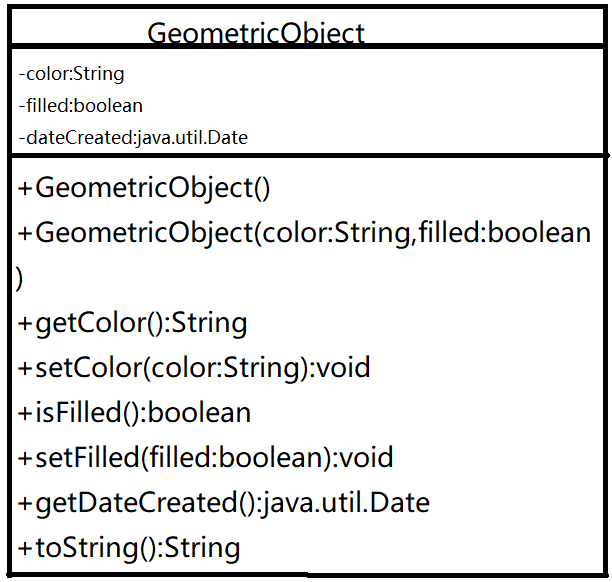 GeometricObject
-color:String
-filled:boolean
-dateCreated:java.util.Date
+GeometricObject()
+GeometricObject(color:String,filled:boolean
)
+getColor():String
+setColor(color:String):void
+isFilled():boolean
+setFilled(filled:boolean):void
+getDateCreated():java.util.Date
+toString():String